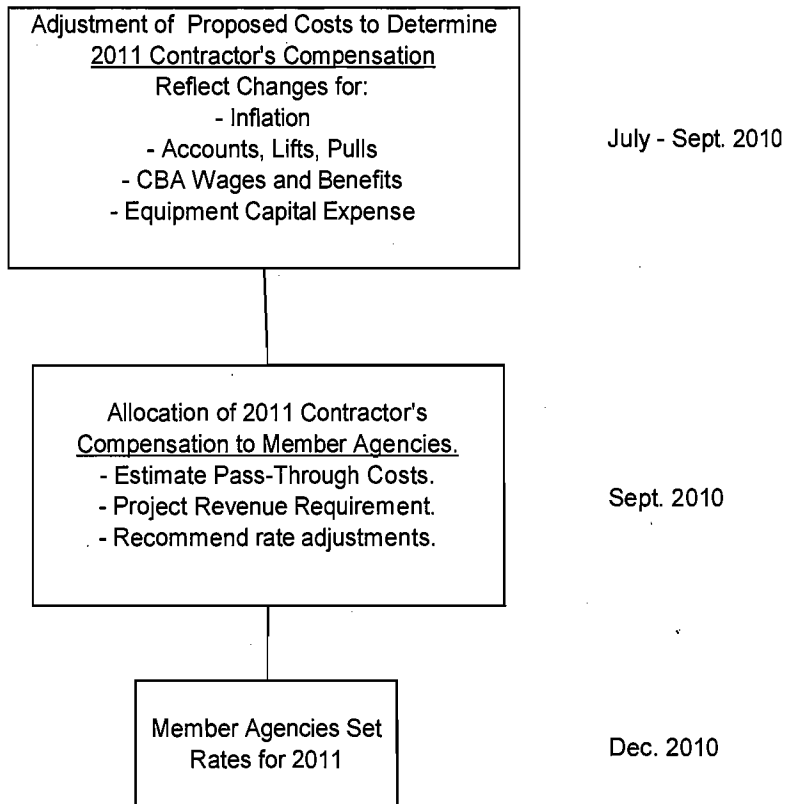 Adjustment of Proposed Costs to Determine
2011 Contractor's Compensation
Reflect Changes for:
- Inflation
- Accounts, Lifts, Pulls
- CBA Wages and Benefits
- Equipment Capital Expense
July - Sept. 2010
Allocation of 2011 Contractor's
Compensation to Member Agencies.
- Estimate Pass-Through Costs.
- Project Revenue Requirement.
- Recommend rate adjustments.
Sept. 2010
Member Agencies Set
Rates for 2011
Dec. 2010